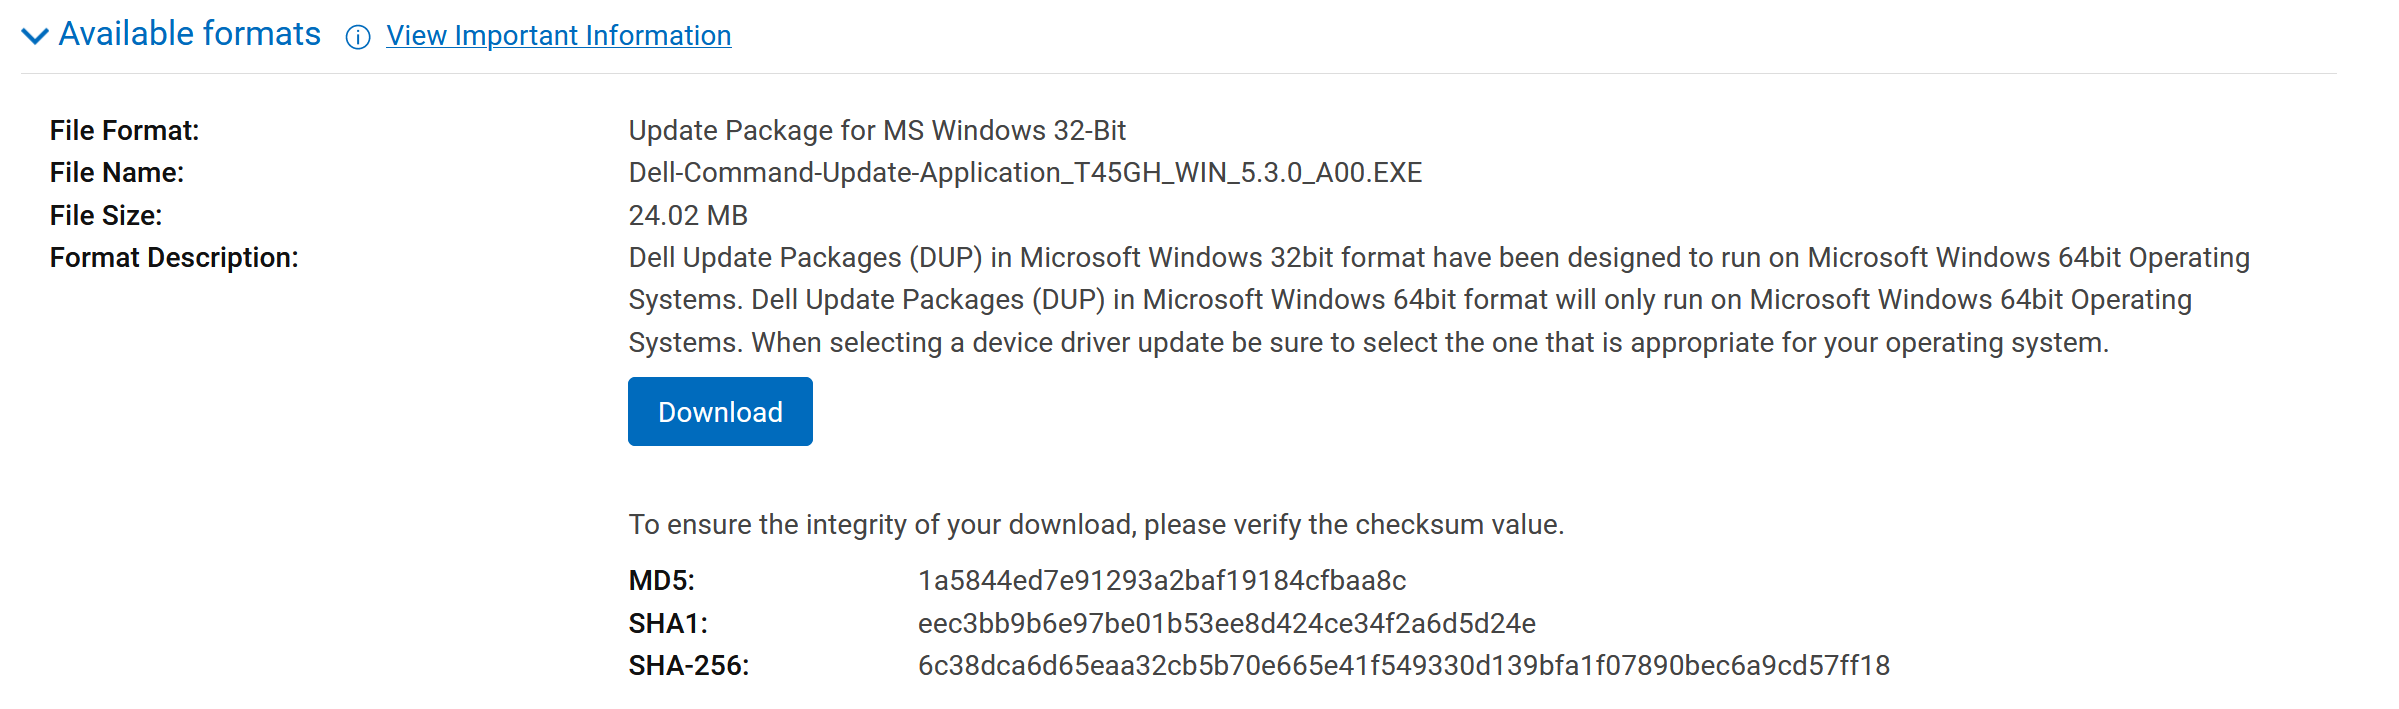 Available formats View Important Information
File Format: Update Package for MS Windows 32-Bit
File Name: Dell-Command-Update-Application_T45GH_WIN_5.3.0_A00.EXE
File Size: 24.02 MB
Format Description: Dell Update Packages (DUP) in Microsoft Windows 32bit format have been designed to run on Microsoft Windows 64bit Operating
Systems. Dell Update Packages (DUP) in Microsoft Windows 64bit format will only run on Microsoft Windows 64bit Operating
Systems. When selecting a device driver update be sure to select the one that is appropriate for your operating system.
Download
To ensure the integrity of your download, please verify the checksum value.
MD5: 1a5844ed7e91293a2baf19184cfbaa8c
SHA1: eec3bb9b6e97be01b53ee8d424ce34f2a6d5d24e
SHA-256: 6c38dca6d65eaa32cb5b70e665e41f549330d139bfa1f07890bec6a9cd57ff18